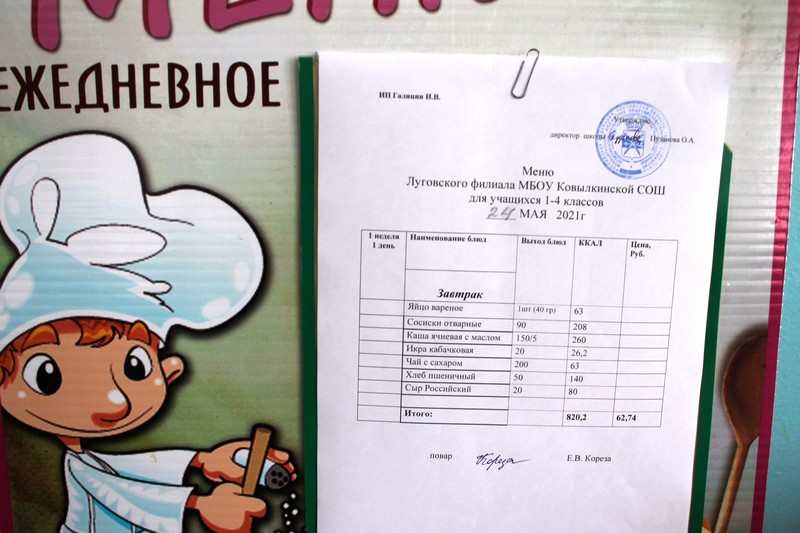 МЕНЮ
ЕЖЕДНЕВНОЕ
ИП Галицин И.В.
Утверждаю
директор школы Пузанова О.А.
Меню
Луговского филиала МБОУ Ковылкинской СОШ
для учащихся 1-4 классов
24 МАЯ 2021г
1 неделя 1 день Наименование блюд Выход блюд ККАЛ Цена, Руб.
Завтрак
Яйцо вареное 1шт (40 гр) 63
Сосиски отварные 90 208
Каша ячневая с маслом 150/5 260
Икра кабачковая 20 26,2
Чай с сахаром 200 63
Хлеб пшеничный 50 140
Сыр Российский 20 80
Итого: 820,2 62,74
повар Кореза Е.В. Кореза